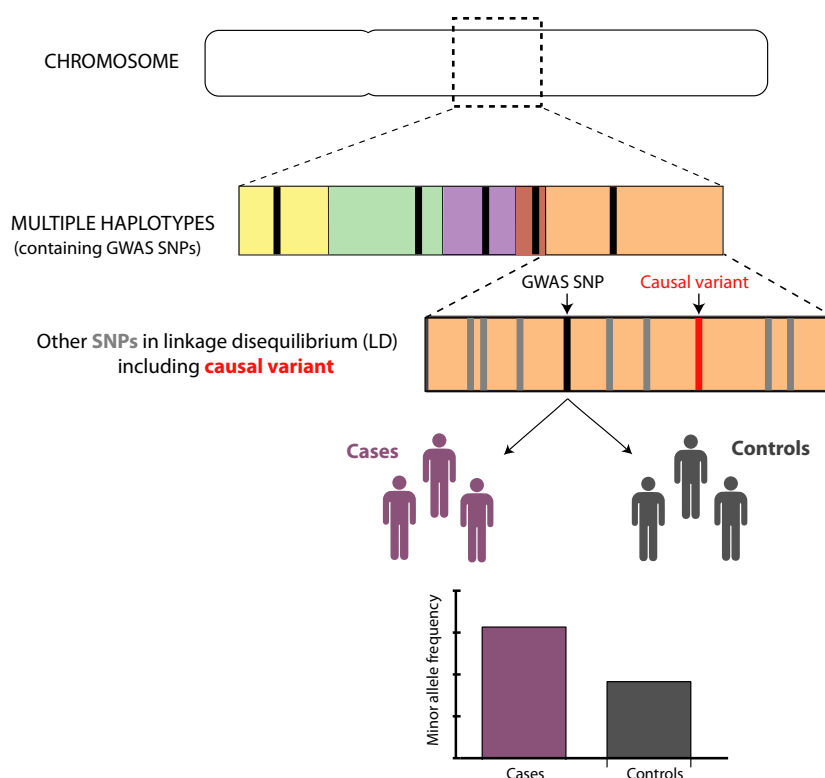 CHROMOSOME
MULTIPLE HAPLOTYPES
(containing GWAS SNPs)
GWAS SNP
Causal variant
Other SNPs in linkage disequilibrium (LD)
including causal variant
Cases
Controls
Minor allele frequency
Cases
Controls